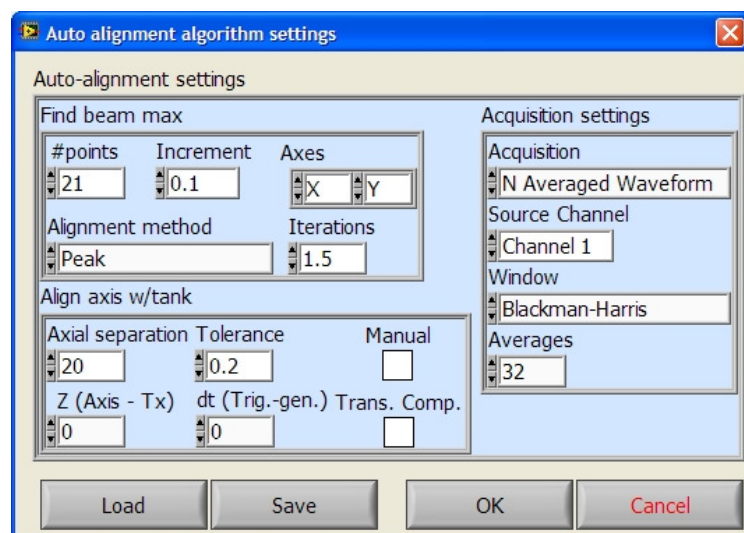 Auto alignment algorithm settings
Auto-alignment settings
Find beam max
#points Increment Axes
21 0.1 X Y
Alignment method Iterations
Peak 1.5
Align axis w/tank
Axial separation Tolerance Manual
20 0.2
Z (Axis - Tx) dt (Trig.-gen.) Trans. Comp.
0 0
Acquisition settings
Acquisition
N Averaged Waveform
Source Channel
Channel 1
Window
Blackman-Harris
Averages
32
Load Save OK Cancel